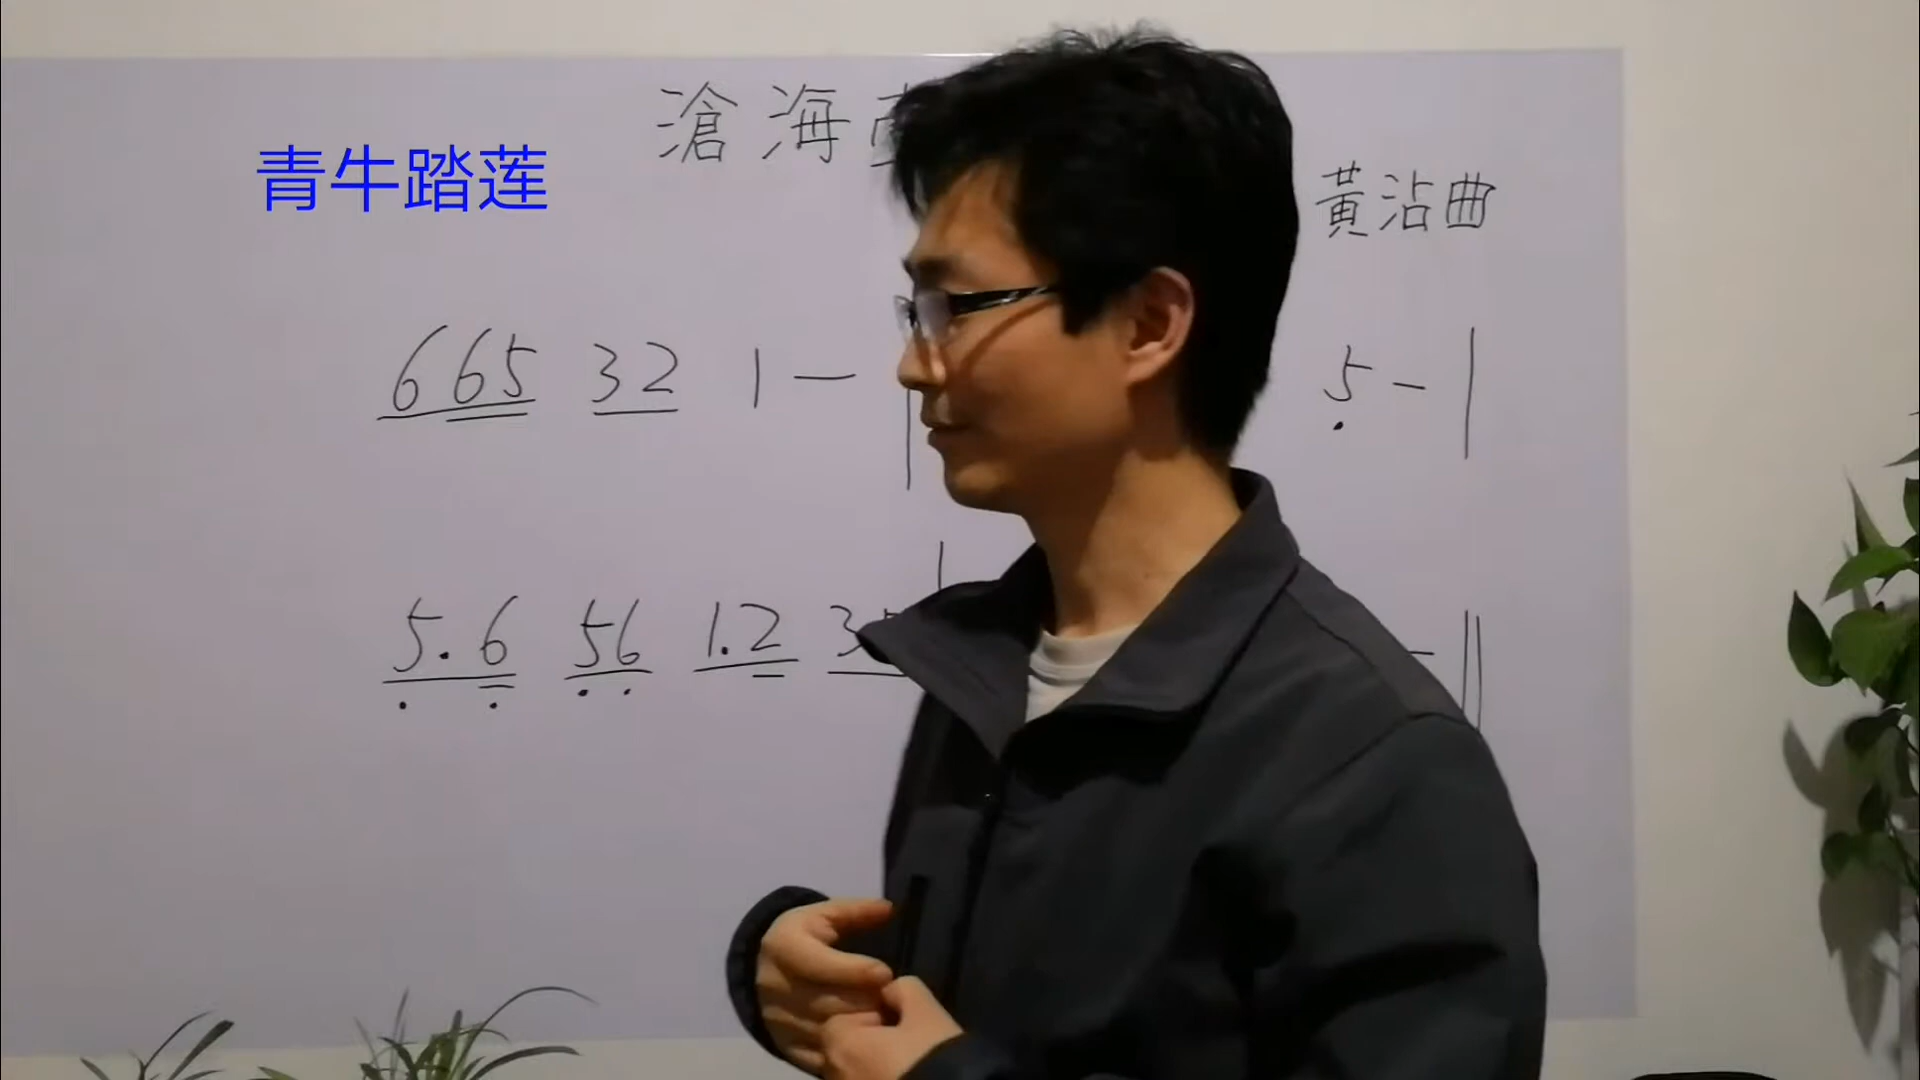 滄海
青牛踏莲
黃沾曲
665 32 1 — | 5 — |
5.6 56 1.2 3 | — ‖